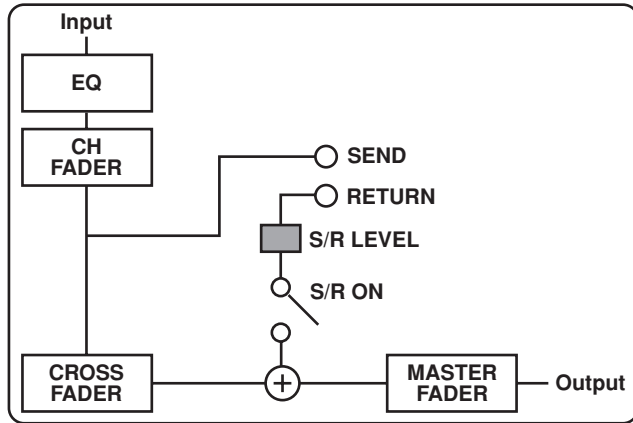 Input
EQ
CH
FADER
SEND
RETURN
S/R LEVEL
S/R ON
CROSS
FADER
+
MASTER
FADER
Output